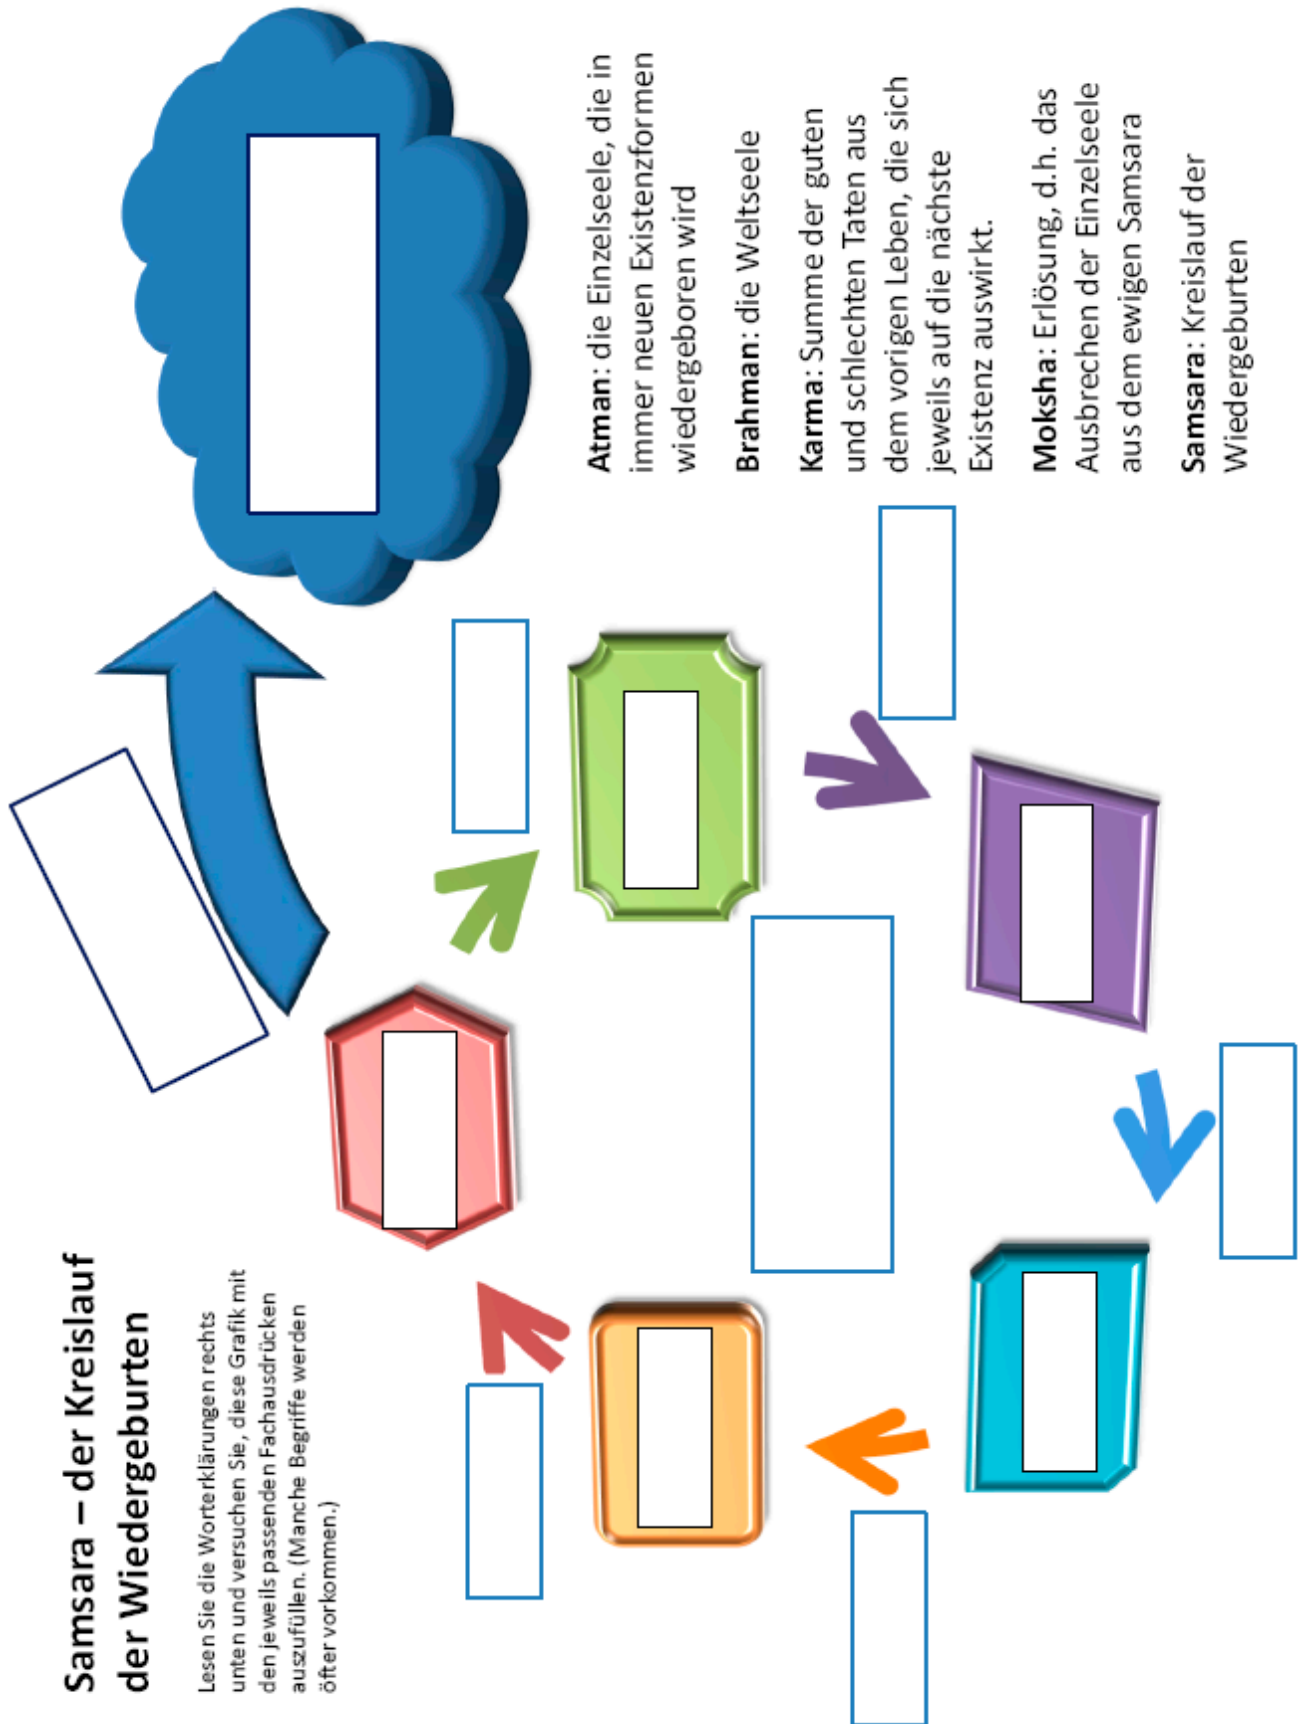 Samsara – der Kreislauf
der Wiedergeburten
Lesen Sie die Worterklärungen rechts
unten und versuchen Sie, diese Grafik mit
den jeweils passenden Fachausdrücken
auszufüllen. (Manche Begriffe werden
öfter vorkommen.)
Atman: die Einzelseele, die in
immer neuen Existenzformen
wiedergeboren wird
Brahman: die Weltseele
Karma: Summe der guten
und schlechten Taten aus
dem vorigen Leben, die sich
jeweils auf die nächste
Existenz auswirkt.
Moksha: Erlösung, d.h. das
Ausbrechen der Einzelseele
aus dem ewigen Samsara
Samsara: Kreislauf der
Wiedergeburten